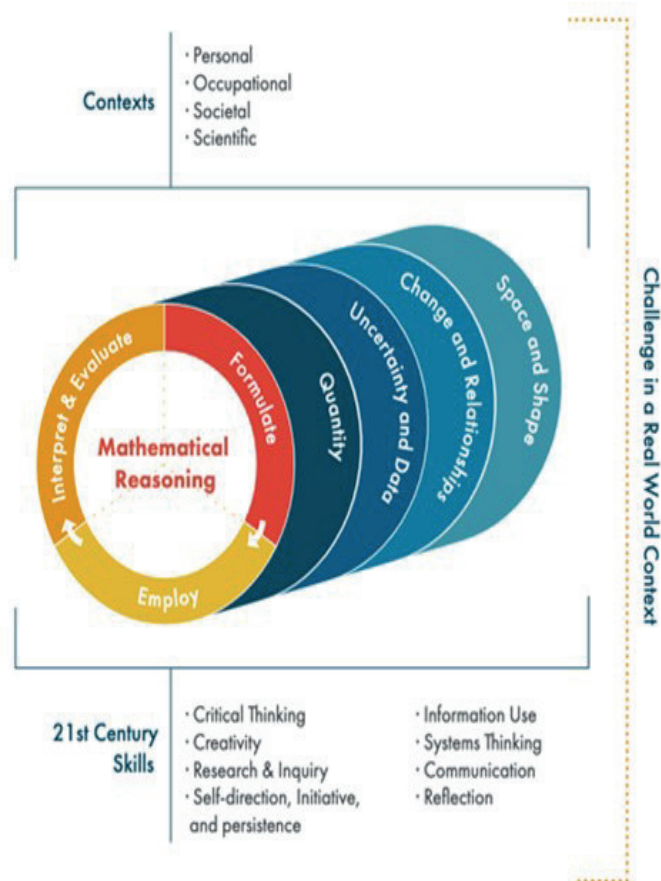 Contexts
· Personal
· Occupational
· Societal
· Scientific
Interpret & Evaluate
Formulate
Employ
Mathematical
Reasoning
Quantity
Uncertainty and Data
Change and Relationships
Space and Shape
Challenge in a Real World Context
21st Century
Skills
· Critical Thinking
· Creativity
· Research & Inquiry
· Self-direction, Initiative,
and persistence
· Information Use
· Systems Thinking
· Communication
· Reflection